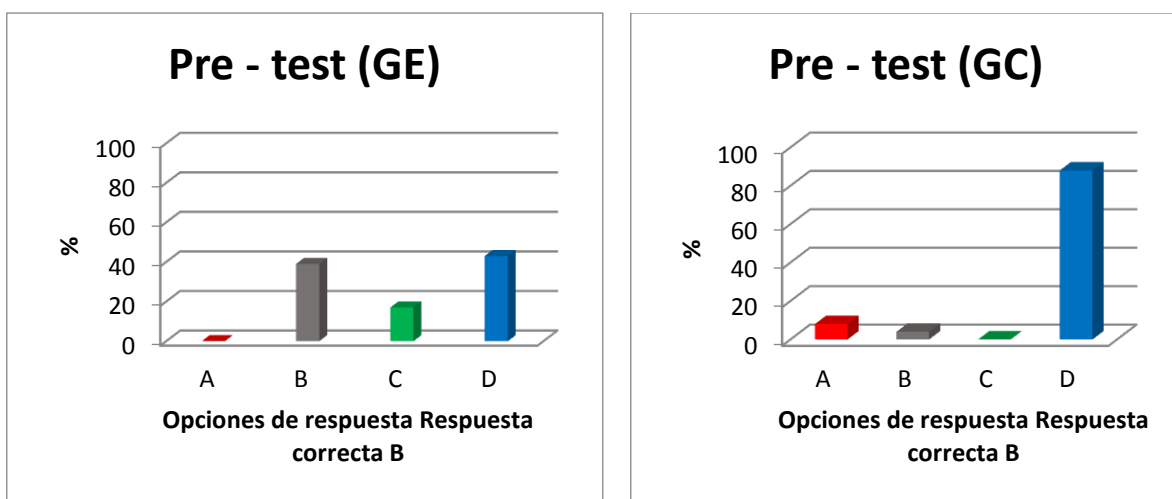 Pre - test (GE)
100
80
60
40
20
0
%
A B C D
Opciones de respuesta Respuesta
correcta B
Pre - test (GC)
100
80
60
40
20
0
%
A B C D
Opciones de respuesta Respuesta
correcta B